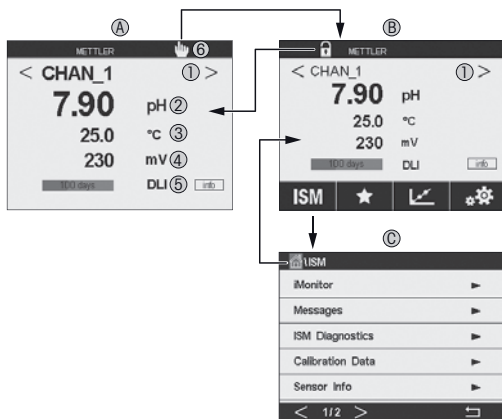 Ⓐ
METTLER ⑥
< CHAN_1 ① >
7.90 pH ②
25.0 °C ③
230 mV ④
100 days DLI ⑤ info
Ⓑ
METTLER
< CHAN_1 ① >
7.90 pH
25.0 °C
230 mV
100 days DLI info
ISM
Ⓒ
\ISM
iMonitor
Messages
ISM Diagnostics
Calibration Data
Sensor Info
< 1/2 >